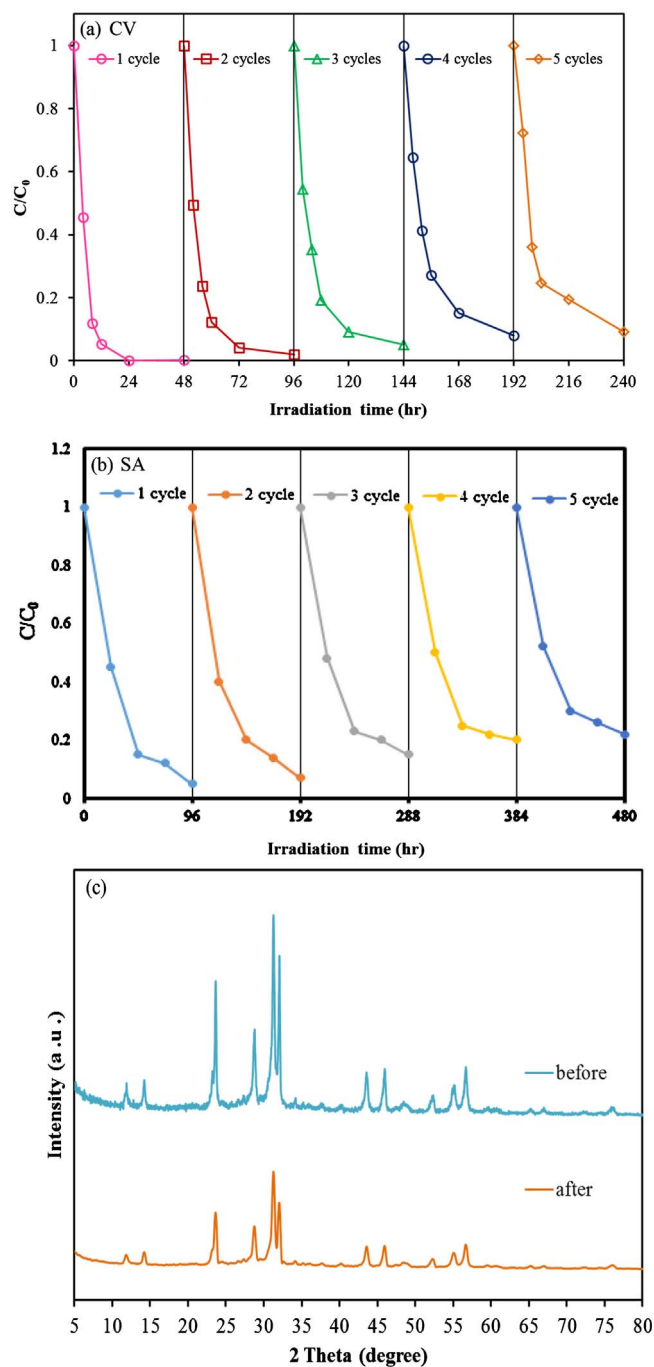 (a) CV
1 cycle 2 cycles 3 cycles 4 cycles 5 cycles
C/C0
1
0.8
0.6
0.4
0.2
0
0 24 48 72 96 120 144 168 192 216 240
Irradiation time (hr)
(b) SA
1 cycle 2 cycle 3 cycle 4 cycle 5 cycle
C/C0
1.2
1
0.8
0.6
0.4
0.2
0
0 96 192 288 384 480
Irradiation time (hr)
(c)
Intensity (a .u .)
before
after
5 10 15 20 25 30 35 40 45 50 55 60 65 70 75 80
2 Theta (degree)